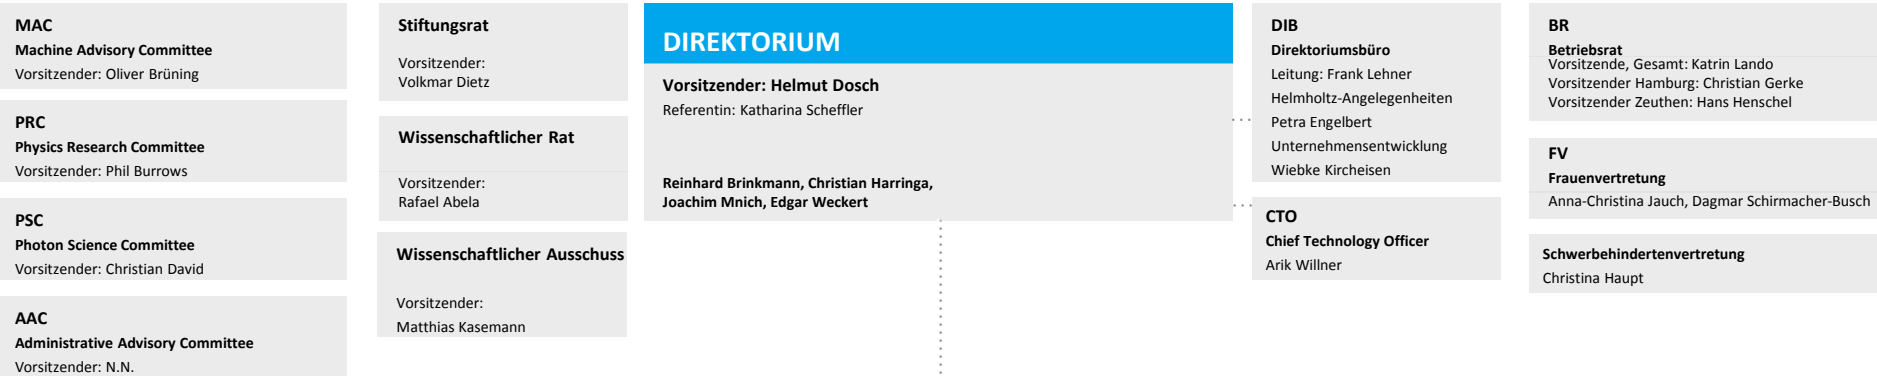 MAC
Machine Advisory Committee
Vorsitzender: Oliver Brüning
PRC
Physics Research Committee
Vorsitzender: Phil Burrows
PSC
Photon Science Committee
Vorsitzender: Christian David
AAC
Administrative Advisory Committee
Vorsitzender: N.N.
Stiftungsrat
Vorsitzender:
Volkmar Dietz
Wissenschaftlicher Rat
Vorsitzender:
Rafael Abela
Wissenschaftlicher Ausschuss
Vorsitzender:
Matthias Kasemann
DIREKTORIUM
Vorsitzender: Helmut Dosch
Referentin: Katharina Scheffler
Reinhard Brinkmann, Christian Harringa,
Joachim Mnich, Edgar Weckert
DIB
Direktoriumsbüro
Leitung: Frank Lehner
Helmholtz-Angelegenheiten
Petra Engelbert
Unternehmensentwicklung
Wiebke Kircheisen
CTO
Chief Technology Officer
Arik Willner
BR
Betriebsrat
Vorsitzende, Gesamt: Katrin Lando
Vorsitzender Hamburg: Christian Gerke
Vorsitzender Zeuthen: Hans Henschel
FV
Frauenvertretung
Anna-Christina Jauch, Dagmar Schirmacher-Busch
Schwerbehindertenvertretung
Christina Haupt